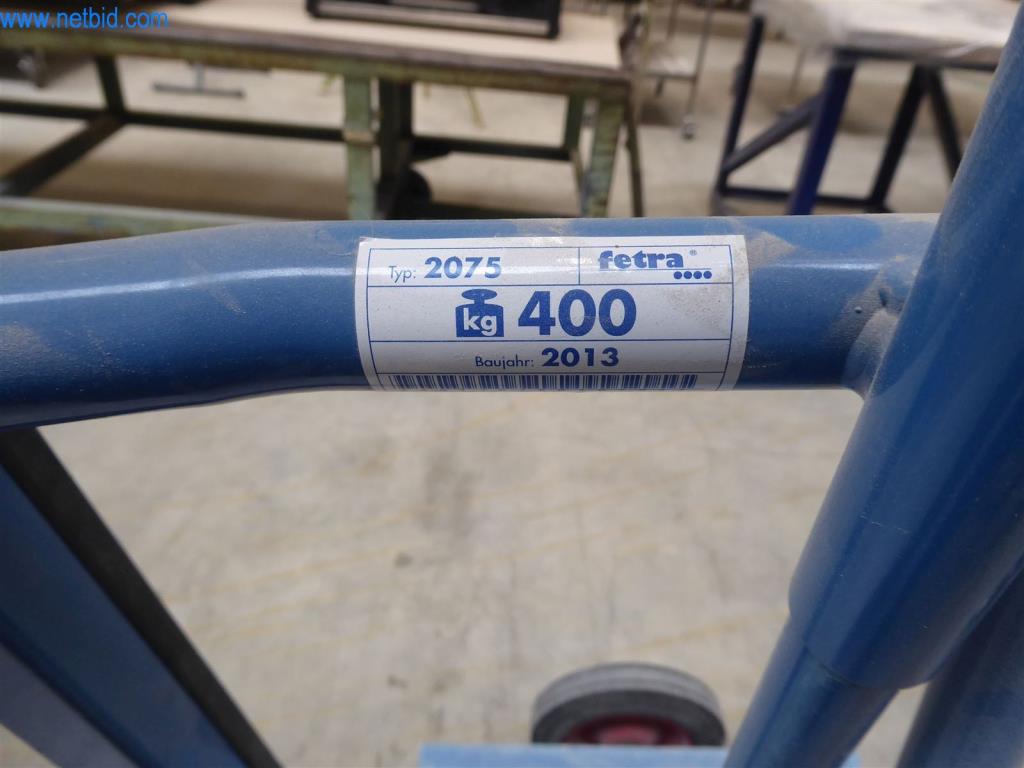 www.netbid.com
Typ: 2075
fetra®
kg 400
Baujahr: 2013